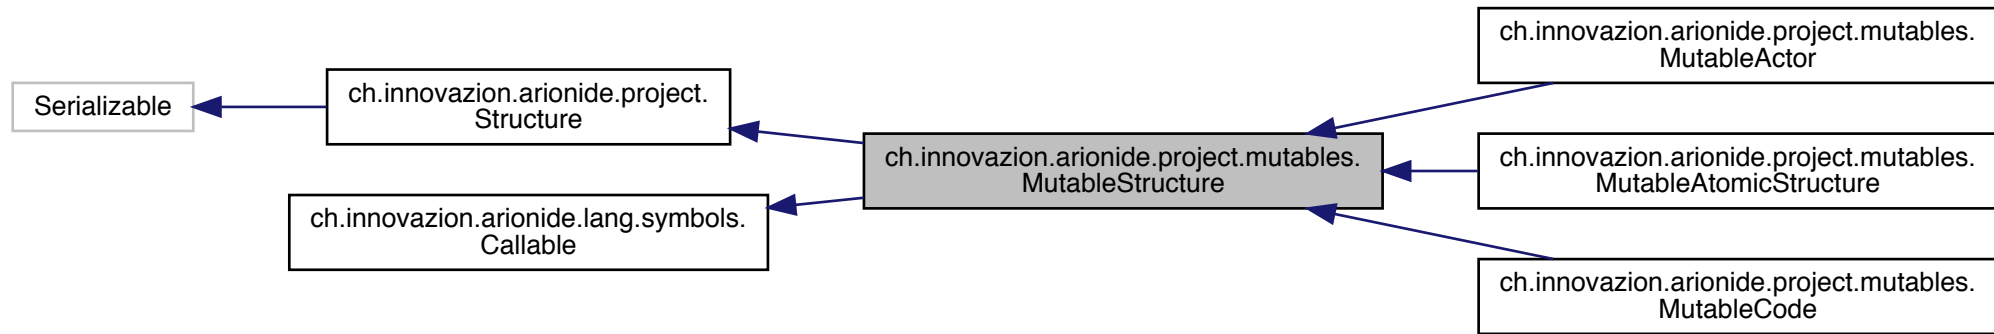 Serializable
ch.innovazion.arionide.project.
Structure
ch.innovazion.arionide.lang.symbols.
Callable
ch.innovazion.arionide.project.mutables.
MutableStructure
ch.innovazion.arionide.project.mutables.
MutableActor
ch.innovazion.arionide.project.mutables.
MutableAtomicStructure
ch.innovazion.arionide.project.mutables.
MutableCode